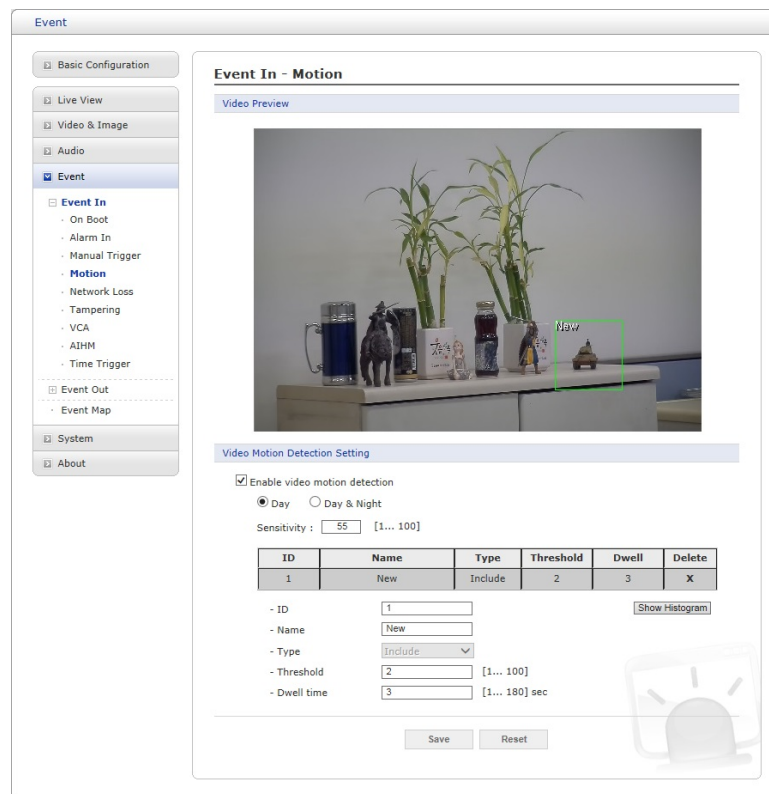 Event
Basic Configuration
Live View
Video & Image
Audio
Event
Event In
On Boot
Alarm In
Manual Trigger
Motion
Network Loss
Tampering
VCA
AIHM
Time Trigger
Event Out
Event Map
System
About
Event In - Motion
Video Preview
New
Video Motion Detection Setting
Enable video motion detection
Day Day & Night
Sensitivity : 55 [1... 100]
ID Name Type Threshold Dwell Delete
1 New Include 2 3 X
- ID 1 Show Histogram
- Name New
- Type Include
- Threshold 2 [1... 100]
- Dwell time 3 [1... 180] sec
Save Reset